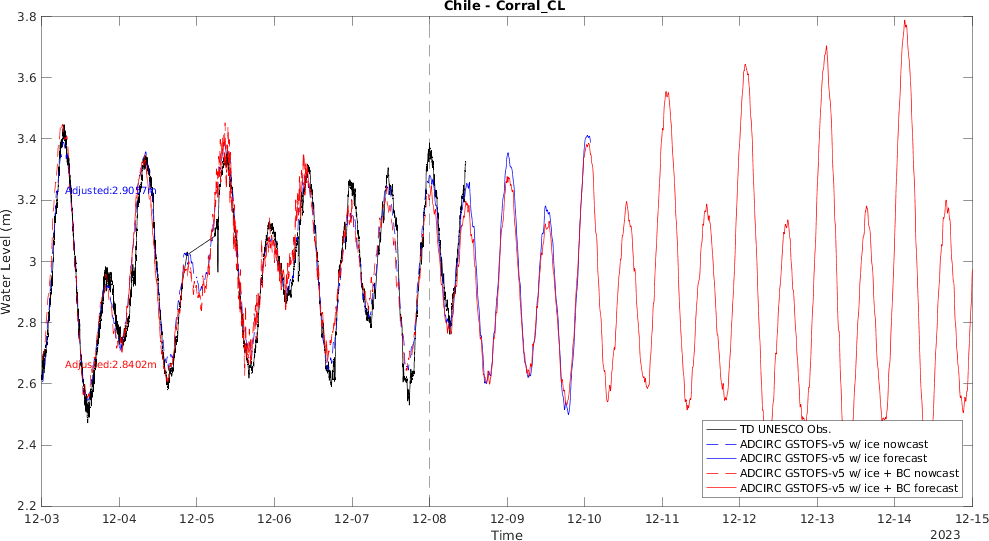 Chile - Corral_CL
3.8
3.6
3.4
3.2
3
2.8
2.6
2.4
2.2
Water Level (m)
Adjusted:2.9057m
Adjusted:2.8402m
TD UNESCO Obs.
ADCIRC GSTOFS-v5 w/ ice nowcast
ADCIRC GSTOFS-v5 w/ ice forecast
ADCIRC GSTOFS-v5 w/ ice + BC nowcast
ADCIRC GSTOFS-v5 w/ ice + BC forecast
12-03 12-04 12-05 12-06 12-07 12-08 12-09 12-10 12-11 12-12 12-13 12-14 12-15
Time
2023